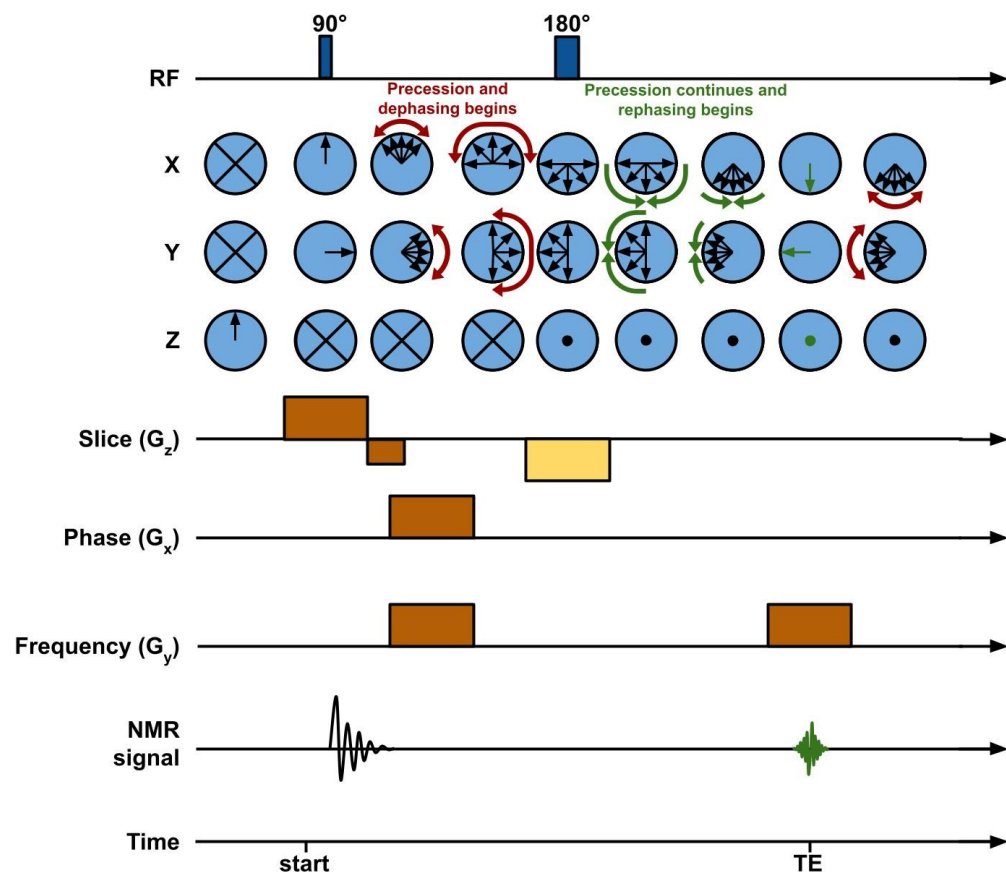 90°
180°
RF
Precession and
dephasing begins
Precession continues and
rephasing begins
X
Y
Z
Slice (Gz)
Phase (Gx)
Frequency (Gy)
NMR
signal
Time
start
TE